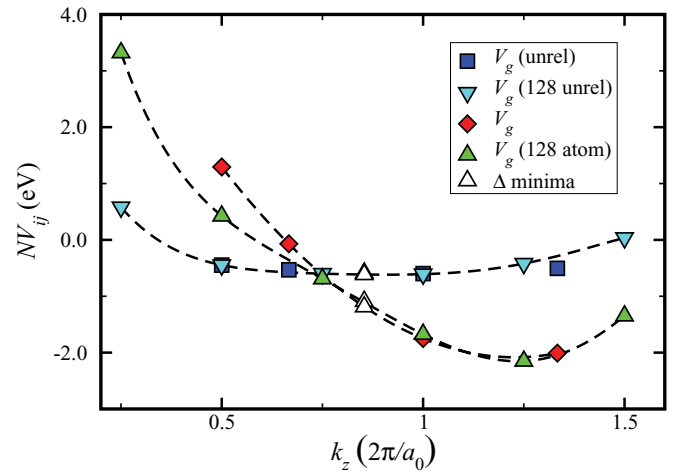 4.0
2.0
0.0
-2.0
NV_ij (eV)
V_g (unrel)
V_g (128 unrel)
V_g
V_g (128 atom)
Δ minima
0.5
1
1.5
k_z (2π/a_0)